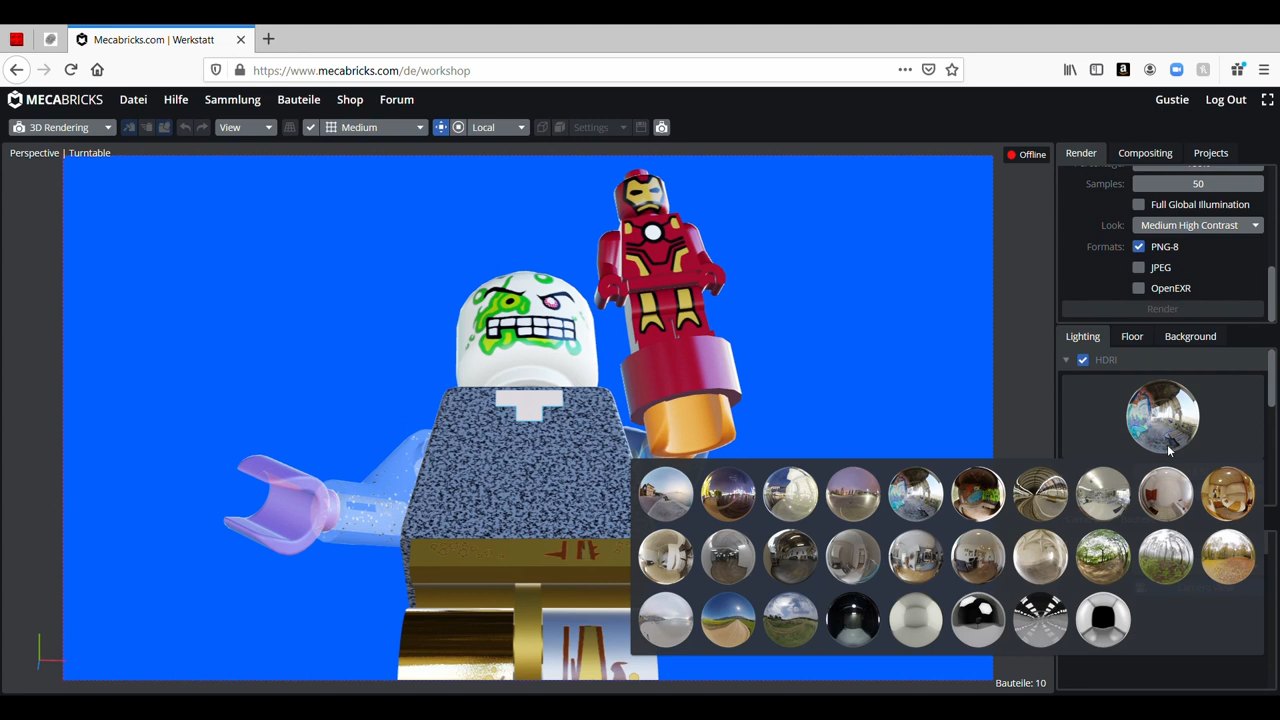 Mecabricks.com | Werkstatt
https://www.mecabricks.com/de/workshop
MECABRICKS Datei Hilfe Sammlung Bauteile Shop Forum Gustie Log Out
3D Rendering View Medium Local Settings
Perspective | Turntable
Offline
Render Compositing Projects
Samples: 50
Full Global Illumination
Look: Medium High Contrast
Formats: PNG-8
JPEG
OpenEXR
Render
Lighting Floor Background
HDRI
Bauteile: 10